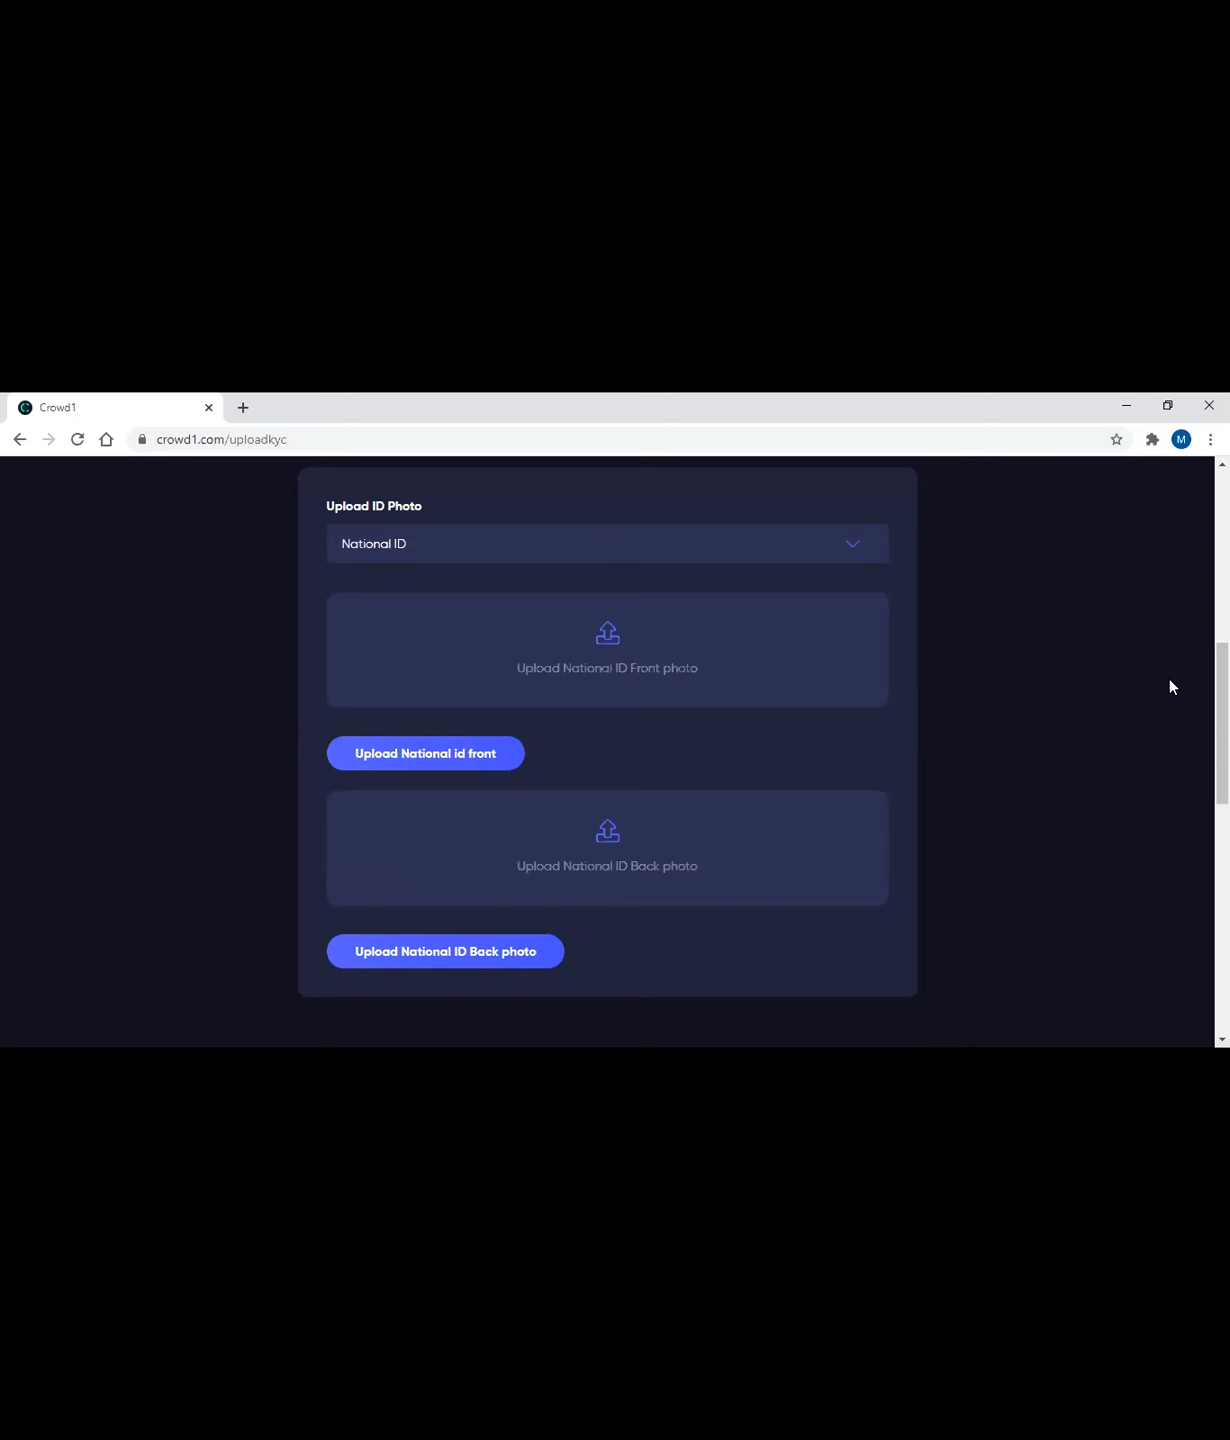 Crowd1
crowd1.com/uploadkyc
M
Upload ID Photo
National ID
Upload National ID Front photo
Upload National id front
Upload National ID Back photo
Upload National ID Back photo